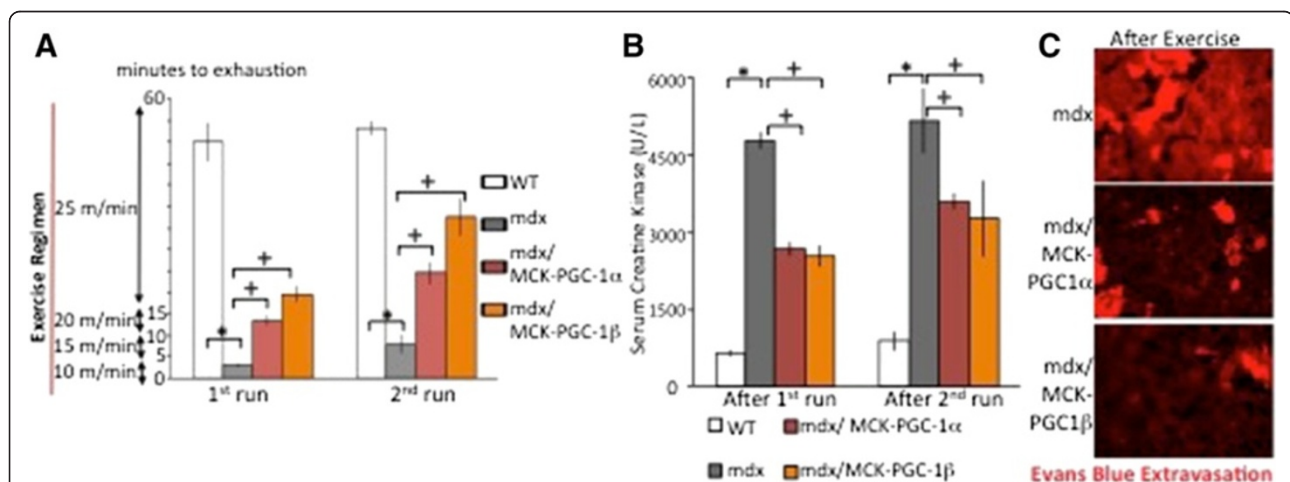 A
minutes to exhaustion
Exercise Regimen
25 m/min
20 m/min
15 m/min
10 m/min
60
15
10
5
0
*
+
+
*
+
+
1st run
2nd run
WT
mdx
mdx/
MCK-PGC-1α
mdx/
MCK-PGC-1β
B
Serum Creatine Kinase (U/L)
6000
4500
3000
1500
0
*
+
+
*
+
+
After 1st run
After 2nd run
WT
mdx/ MCK-PGC-1α
mdx
mdx/MCK-PGC-1β
C
After Exercise
mdx
mdx/
MCK-
PGC1α
mdx/
MCK-
PGC1β
Evans Blue Extravasation